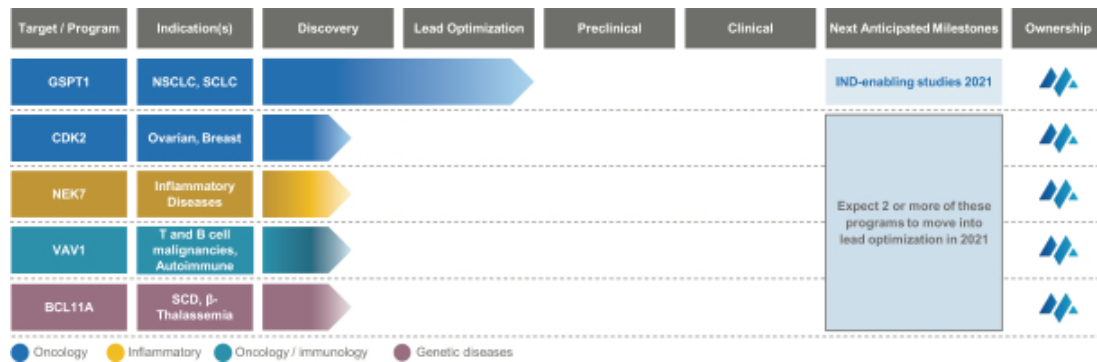 Target / Program Indication(s) Discovery Lead Optimization Preclinical Clinical Next Anticipated Milestones Ownership
GSPT1 NSCLC, SCLC IND-enabling studies 2021
CDK2 Ovarian, Breast
NEK7 Inflammatory
Diseases
VAV1 T and B cell
malignancies,
Autoimmune
BCL11A SCD, β-
Thalassemia
Expect 2 or more of these
programs to move into
lead optimization in 2021
Oncology Inflammatory Oncology / immunology Genetic diseases